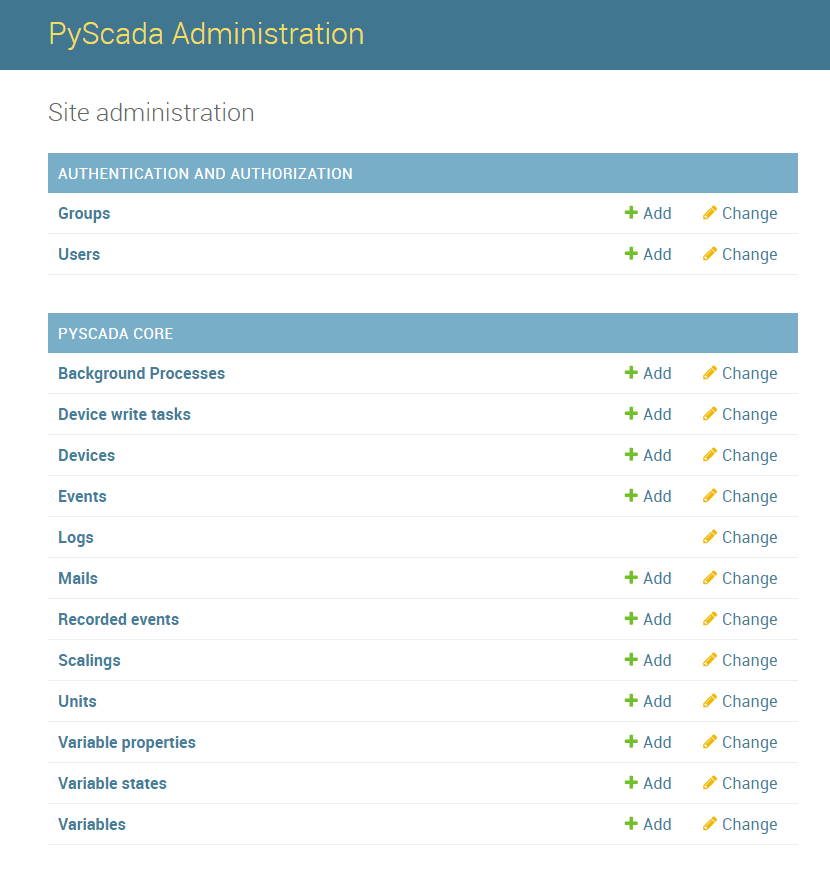 PyScada Administration
Site administration
AUTHENTICATION AND AUTHORIZATION
Groups Add Change
Users Add Change
PYSCADA CORE
Background Processes Add Change
Device write tasks Add Change
Devices Add Change
Events Add Change
Logs Change
Mails Add Change
Recorded events Add Change
Scalings Add Change
Units Add Change
Variable properties Add Change
Variable states Add Change
Variables Add Change